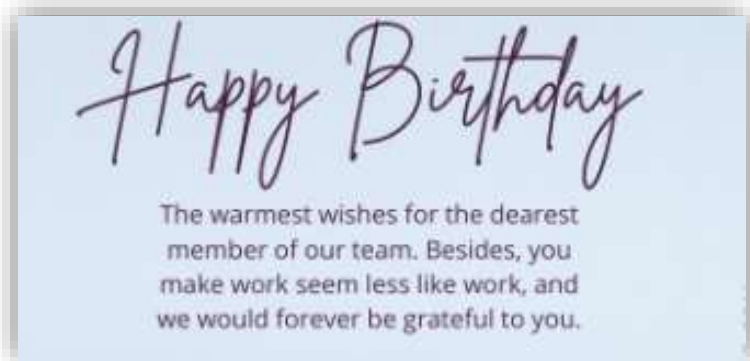 Happy Birthday
The warmest wishes for the dearest
member of our team. Besides, you
make work seem less like work, and
we would forever be grateful to you.